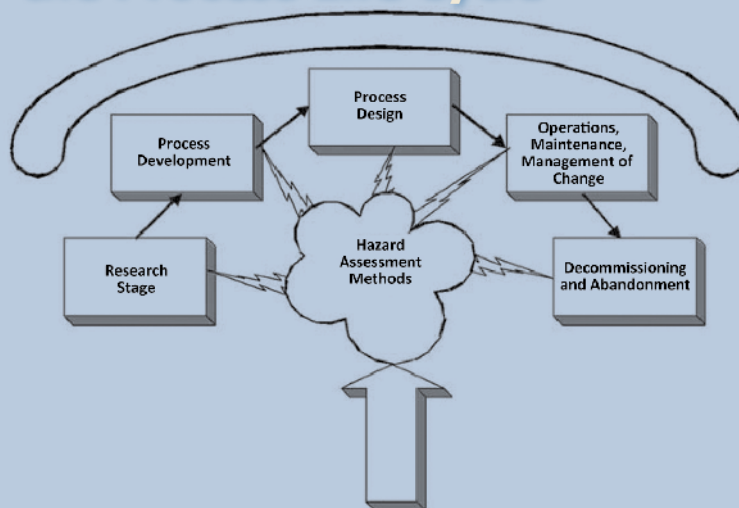 Process
Design
Process
Development
Operations,
Maintenance,
Management of
Change
Research
Stage
Hazard
Assessment
Methods
Decommissioning
and Abandonment